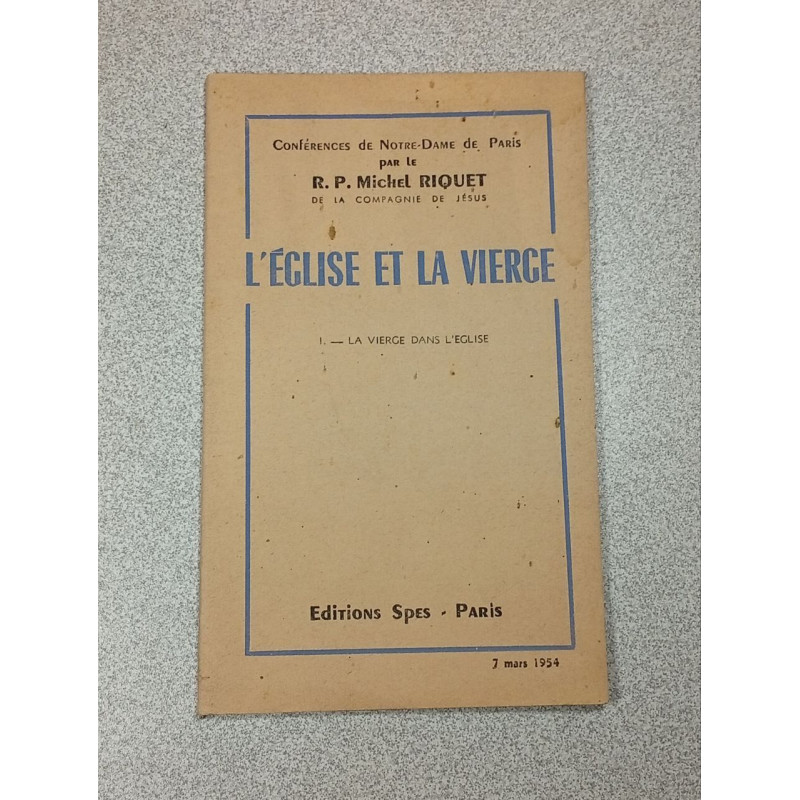 Conférences de Notre-Dame de Paris
par le
R. P. Michel RIQUET
DE LA COMPAGNIE DE JÉSUS
L'ÉGLISE ET LA VIERGE
I. — LA VIERGE DANS L'EGLISE
Editions Spes - Paris
7 mars 1954